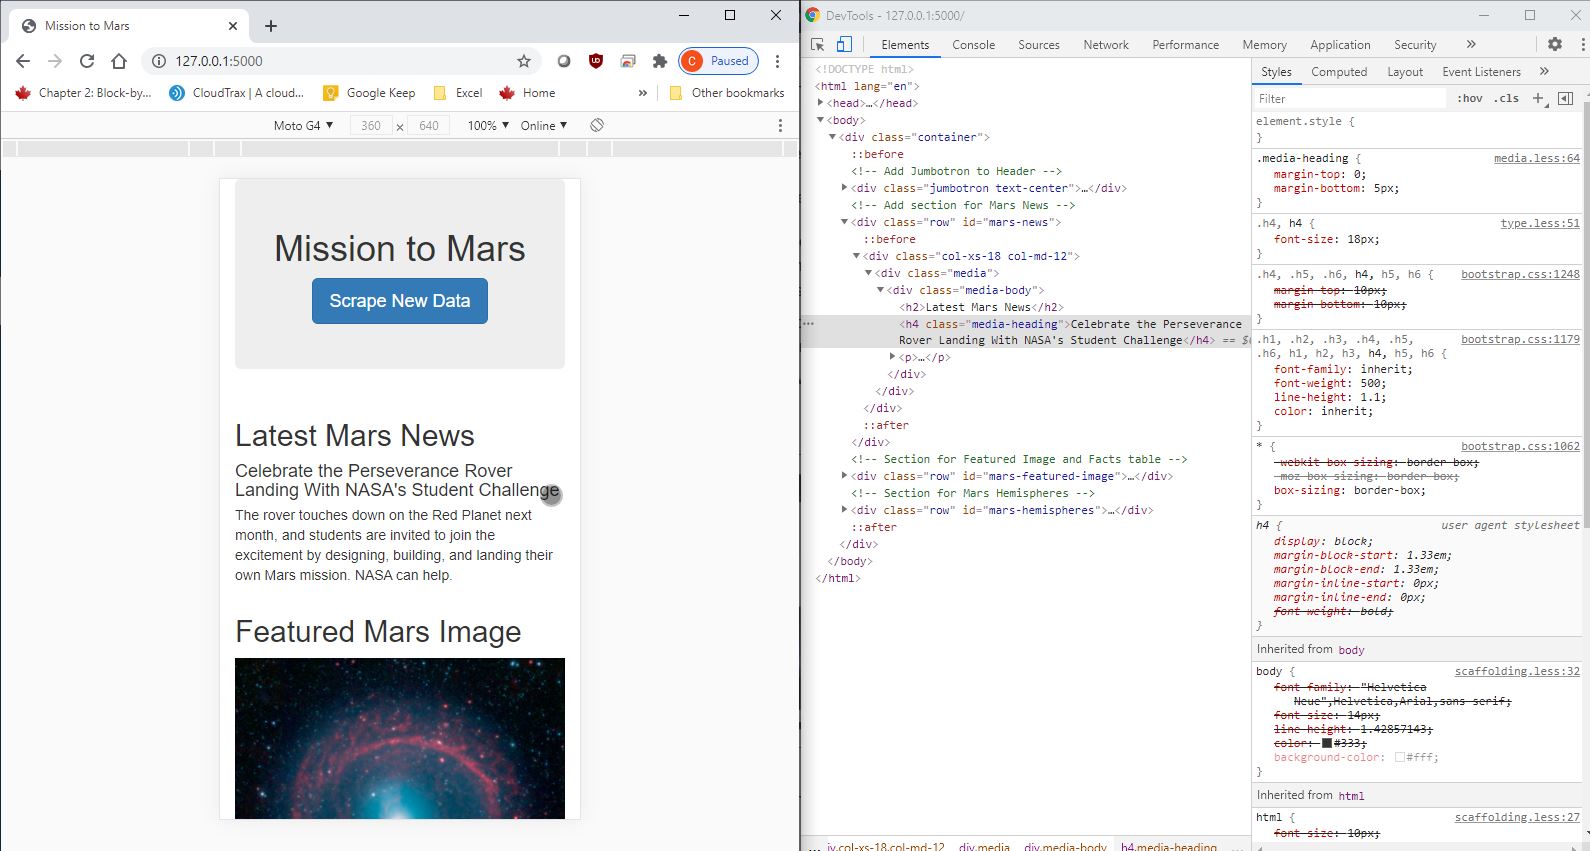 Mission to Mars
127.0.0.1:5000
C Paused
Chapter 2: Block-by...
CloudTrax | A cloud...
Google Keep
Excel
Home
»
Other bookmarks
Moto G4 ▼ 360 x 640 100% ▼ Online ▼
Mission to Mars
Scrape New Data
Latest Mars News
Celebrate the Perseverance Rover
Landing With NASA's Student Challenge
The rover touches down on the Red Planet next
month, and students are invited to join the
excitement by designing, building, and landing their
own Mars mission. NASA can help.
Featured Mars Image
DevTools - 127.0.0.1:5000/
Elements Console Sources Network Performance Memory Application Security »
<!DOCTYPE html>
<html lang="en">
▶<head>…</head>
▼<body>
▼<div class="container">
::before
<!-- Add Jumbotron to Header -->
▶<div class="jumbotron text-center">…</div>
<!-- Add section for Mars News -->
▼<div class="row" id="mars-news">
::before
▼<div class="col-xs-18 col-md-12">
▼<div class="media">
▼<div class="media-body">
<h2>Latest Mars News</h2>
<h4 class="media-heading">Celebrate the Perseverance
Rover Landing With NASA's Student Challenge</h4> ==
▶<p>…</p>
</div>
</div>
</div>
::after
</div>
<!-- Section for Featured Image and Facts table -->
▶<div class="row" id="mars-featured-image">…</div>
<!-- Section for Mars Hemispheres -->
▶<div class="row" id="mars-hemispheres">…</div>
::after
</div>
</body>
</html>
... iv.col-xs-18.col-md-12 div.media div.media-body h4.media-heading ...
Styles Computed Layout Event Listeners »
Filter :hov .cls +
element.style {
}
.media-heading { media.less:64
margin-top: 0;
margin-bottom: 5px;
}
.h4, h4 { type.less:51
font-size: 18px;
}
.h4, .h5, .h6, h4, h5, h6 { bootstrap.css:1248
margin-top: 10px;
margin-bottom: 10px;
}
.h1, .h2, .h3, .h4, .h5, bootstrap.css:1179
.h6, h1, h2, h3, h4, h5, h6 {
font-family: inherit;
font-weight: 500;
line-height: 1.1;
color: inherit;
}
* { bootstrap.css:1062
-webkit-box-sizing: border-box;
-moz-box-sizing: border-box;
box-sizing: border-box;
}
h4 { user agent stylesheet
display: block;
margin-block-start: 1.33em;
margin-block-end: 1.33em;
margin-inline-start: 0px;
margin-inline-end: 0px;
font-weight: bold;
}
Inherited from body
body { scaffolding.less:32
font-family: "Helvetica
Neue",Helvetica,Arial,sans-serif;
font-size: 14px;
line-height: 1.42857143;
color: #333;
background-color: #fff;
}
Inherited from html
html { scaffolding.less:27
font-size: 10px;